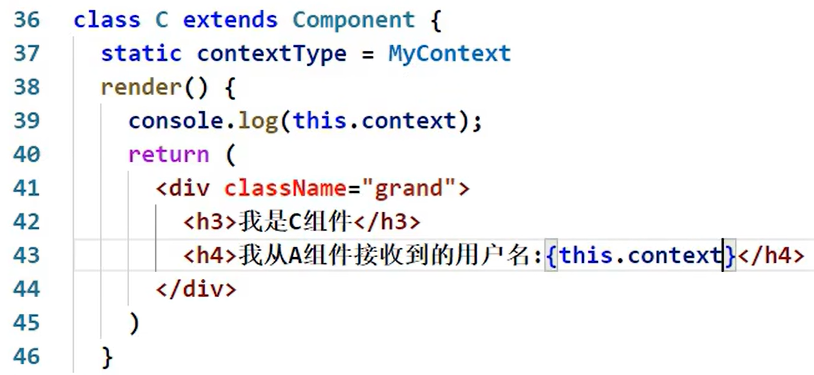 36 class C extends Component {
37 static contextType = MyContext
38 render() {
39 console.log(this.context);
40 return (
41 <div className="grand">
42 <h3>我是C组件</h3>
43 <h4>我从A组件接收到的用户名:{this.context}</h4>
44 </div>
45 )
46 }